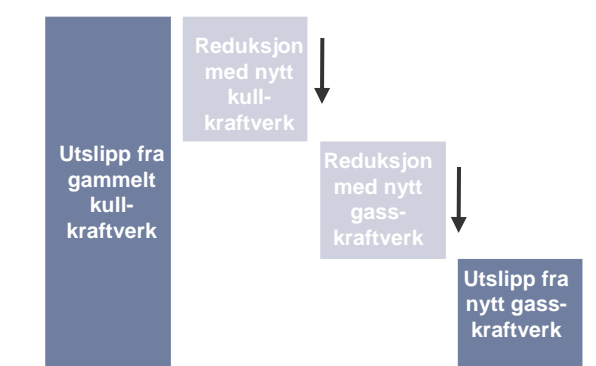 Utslipp fra
gammelt
kull-
kraftverk
Reduksjon
med nytt
kull-
kraftverk
Reduksjon
med nytt
gass-
kraftverk
Utslipp fra
nytt gass-
kraftverk